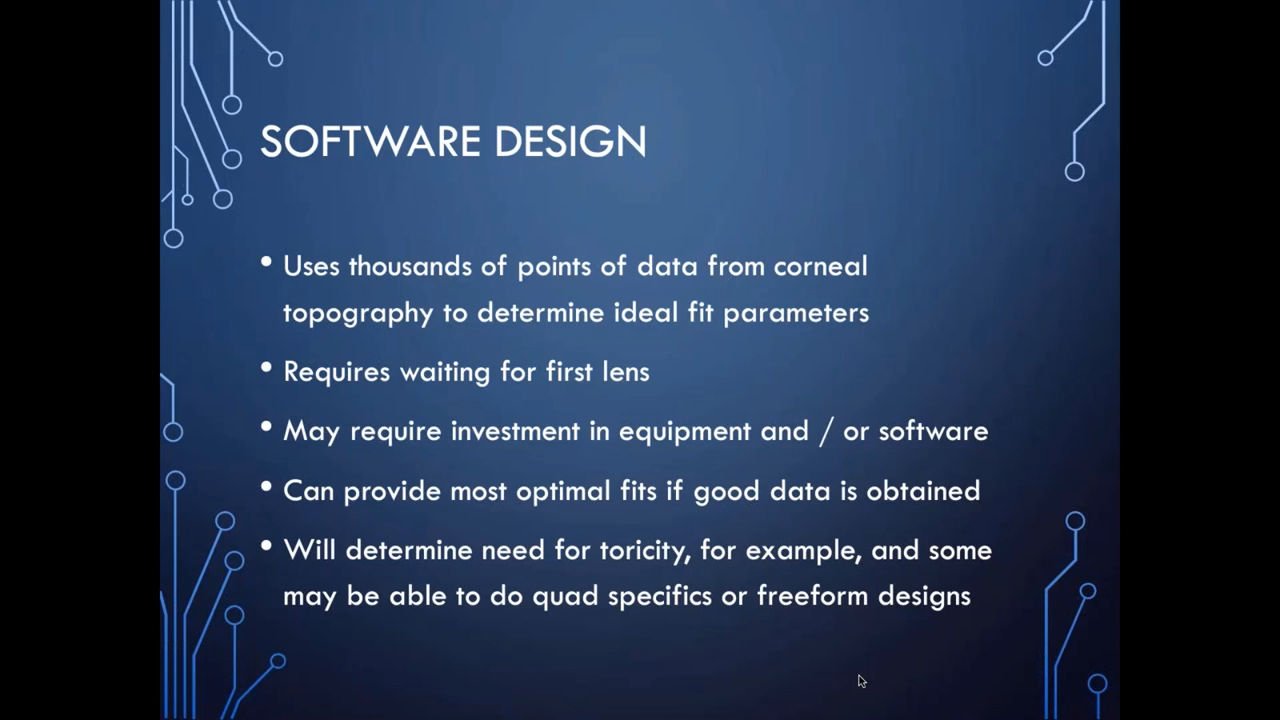 SOFTWARE DESIGN
• Uses thousands of points of data from corneal
topography to determine ideal fit parameters
• Requires waiting for first lens
• May require investment in equipment and / or software
• Can provide most optimal fits if good data is obtained
• Will determine need for toricity, for example, and some
may be able to do quad specifics or freeform designs